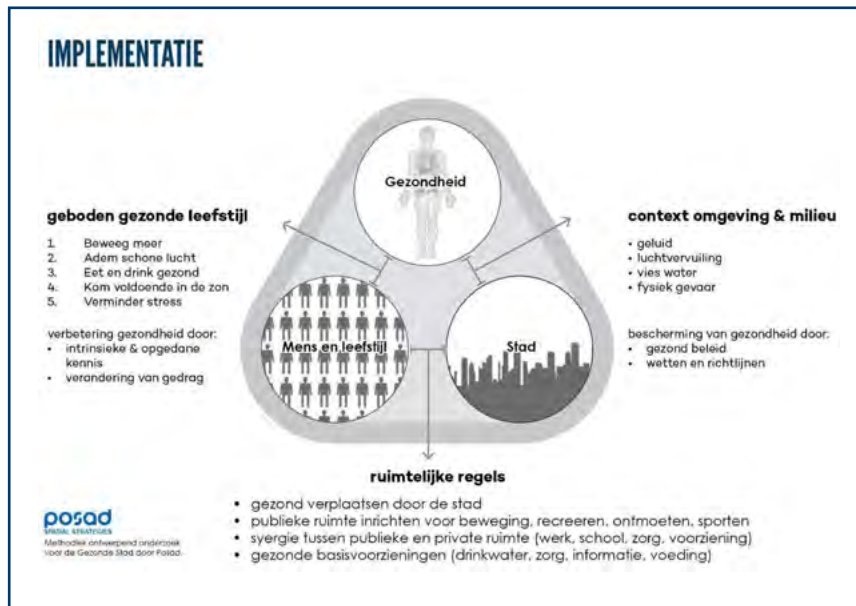 IMPLEMENTATIE
Gezondheid
geboden gezonde leefstijl
1. Beweeg meer
2. Adem schone lucht
3. Eet en drink gezond
4. Kom voldoende in de zon
5. Verminder stress
verbetering gezondheid door:
• intrinsieke & opgedane
kennis
• verandering van gedrag
context omgeving & milieu
• geluid
• luchtvervuiling
• vies water
• fysiek gevaar
bescherming van gezondheid door:
• gezond beleid
• wetten en richtlijnen
Mens en leefstijl
Stad
ruimtelijke regels
• gezond verplaatsen door de stad
• publieke ruimte inrichten voor beweging, recreeren, ontmoeten, sporten
• syergie tussen publieke en private ruimte (werk, school, zorg, voorziening)
• gezonde basisvoorzieningen (drinkwater, zorg, informatie, voeding)
posad
SPATIAL STRATEGIES
Methodiek ontwerpend onderzoek
voor de Gezonde Stad door Posad.